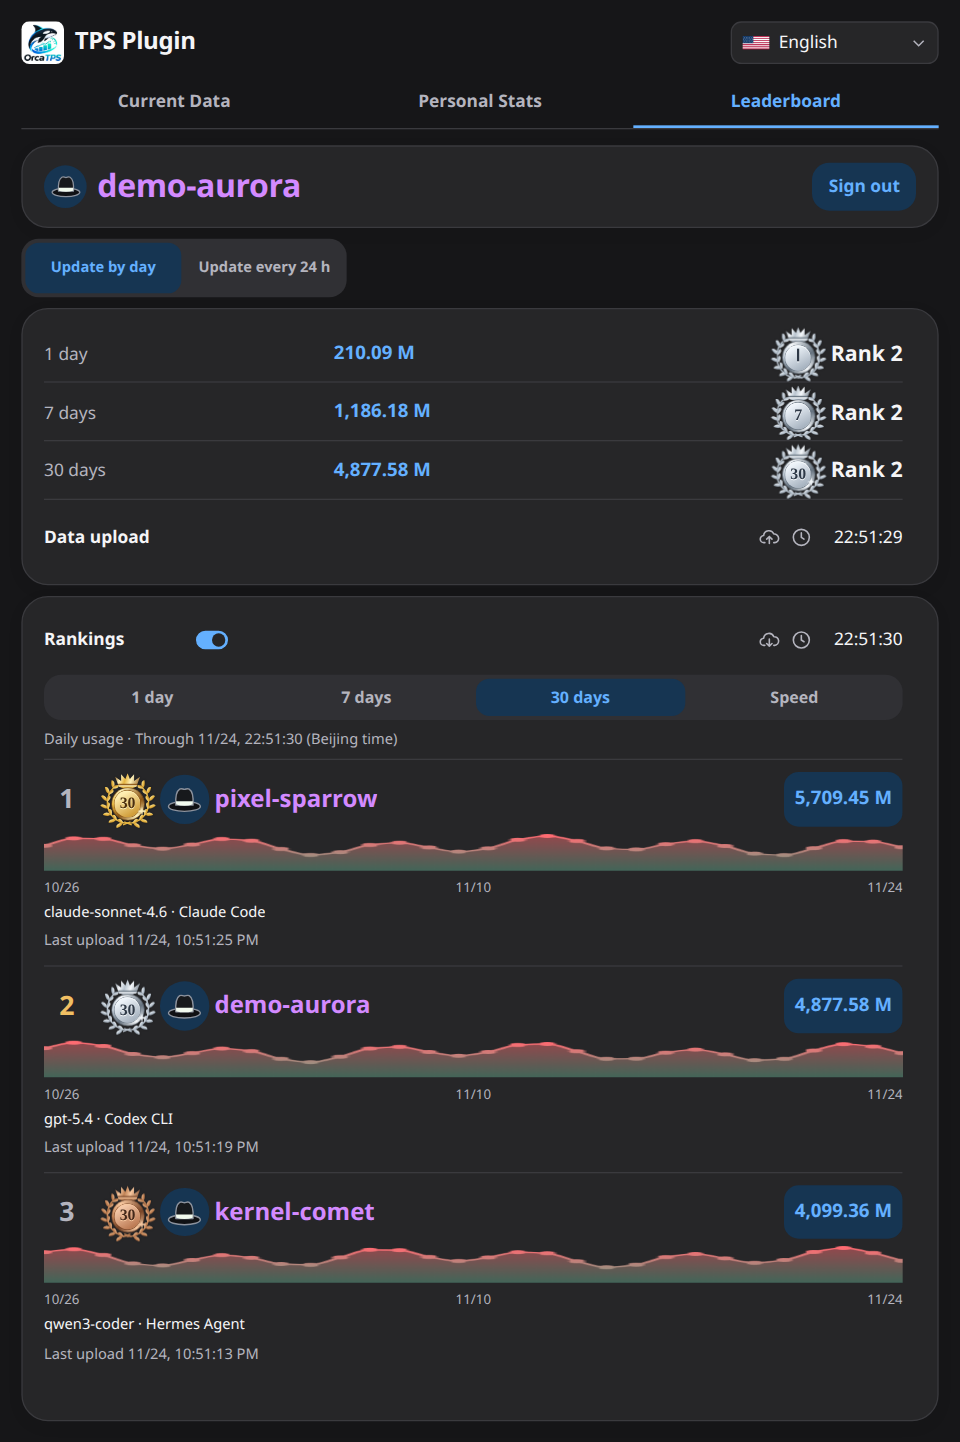 OrcaTPS
TPS Plugin
English
Current Data
Personal Stats
Leaderboard
demo-aurora
Sign out
Update by day
Update every 24 h
1 day
210.09 M
1
Rank 2
7 days
1,186.18 M
7
Rank 2
30 days
4,877.58 M
30
Rank 2
Data upload
22:51:29
Rankings
22:51:30
1 day
7 days
30 days
Speed
Daily usage · Through 11/24, 22:51:30 (Beijing time)
1
30
pixel-sparrow
5,709.45 M
10/26
11/10
11/24
claude-sonnet-4.6 · Claude Code
Last upload 11/24, 10:51:25 PM
2
30
demo-aurora
4,877.58 M
10/26
11/10
11/24
gpt-5.4 · Codex CLI
Last upload 11/24, 10:51:19 PM
3
30
kernel-comet
4,099.36 M
10/26
11/10
11/24
qwen3-coder · Hermes Agent
Last upload 11/24, 10:51:13 PM